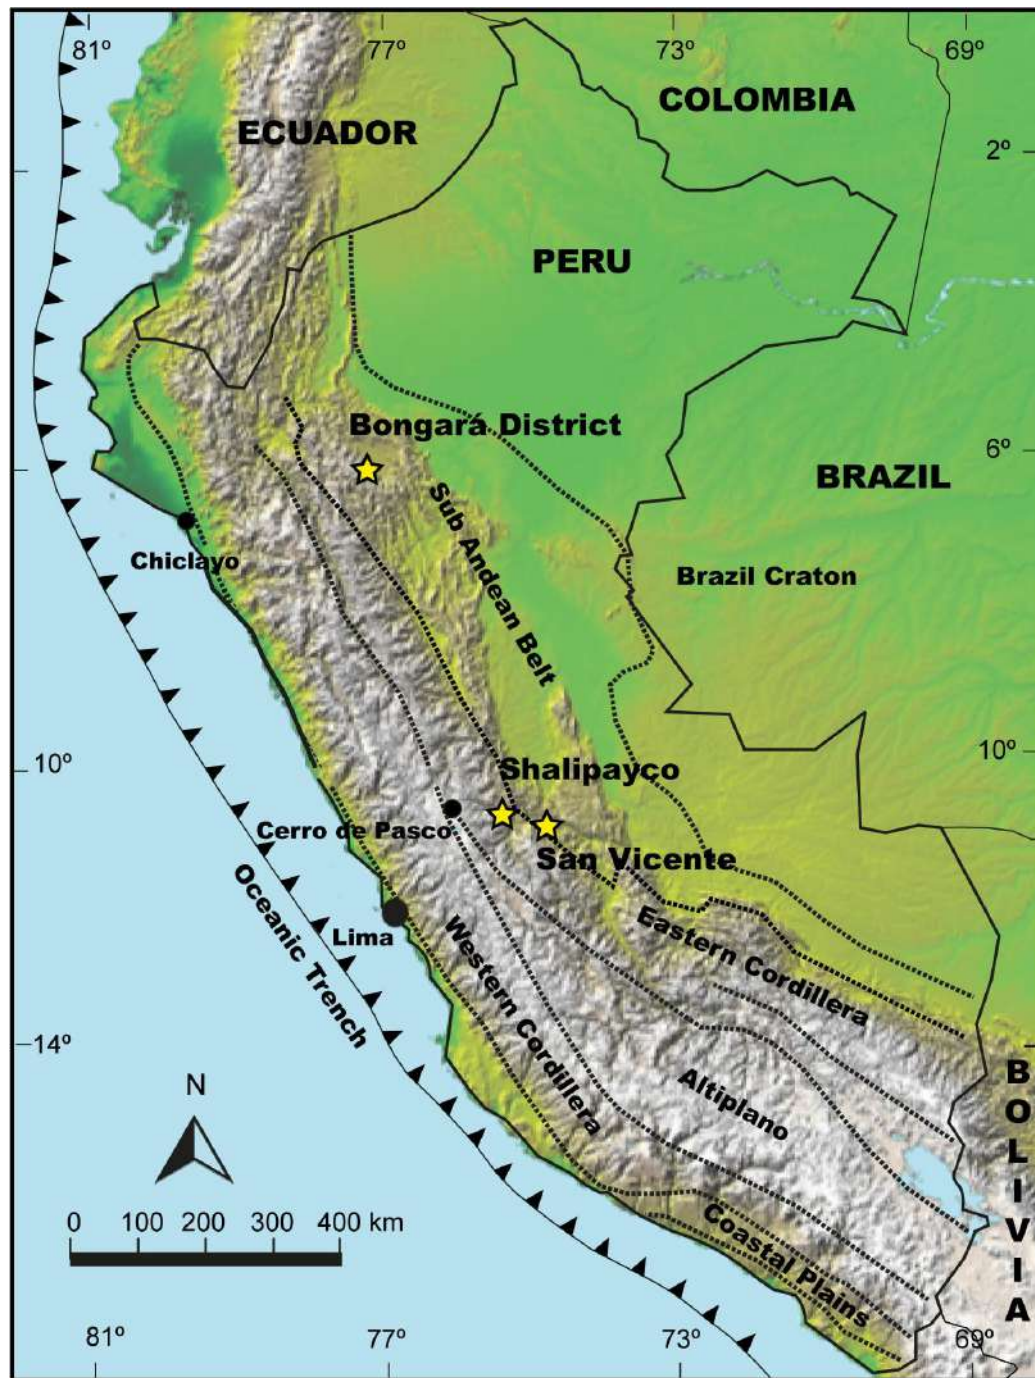 81º 77º 73º 69º
COLOMBIA
ECUADOR
2º
PERU
Bongará District
6º
BRAZIL
Sub Andean Belt
Chiclayo
Brazil Craton
10º
10º
Shalipayco
Cerro de Pasco
San Vicente
Oceanic Trench
Lima
Western Cordillera
Eastern Cordillera
14º
Altiplano
BOLIVIA
N
Coastal Plains
0 100 200 300 400 km
81º 77º 73º 69º